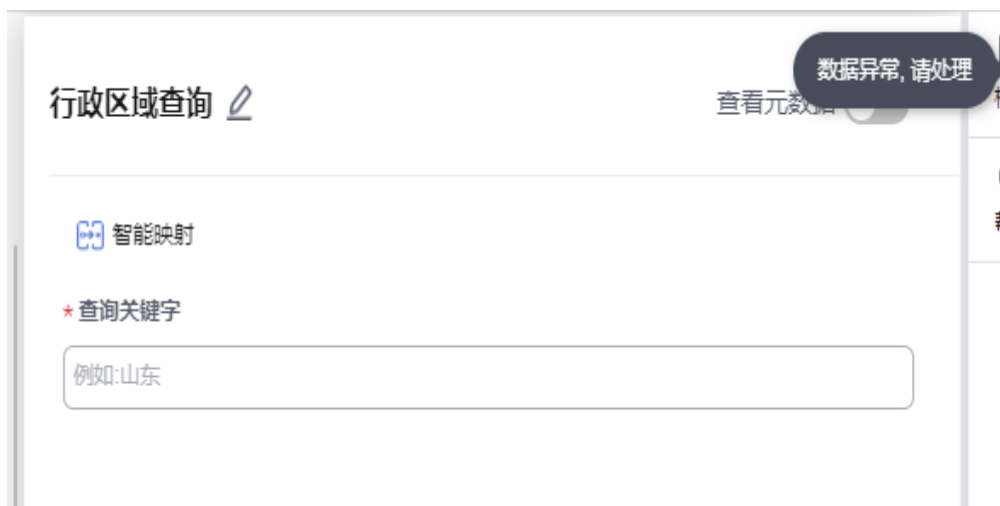 数据异常, 请处理
行政区域查询
查看元数据
智能映射
* 查询关键字
例如:山东